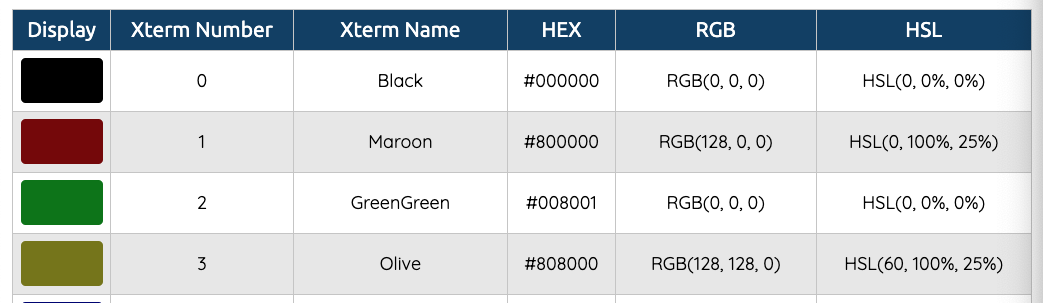 Display Xterm Number Xterm Name HEX RGB HSL
0 Black #000000 RGB(0, 0, 0) HSL(0, 0%, 0%)
1 Maroon #800000 RGB(128, 0, 0) HSL(0, 100%, 25%)
2 GreenGreen #008001 RGB(0, 0, 0) HSL(0, 0%, 0%)
3 Olive #808000 RGB(128, 128, 0) HSL(60, 100%, 25%)